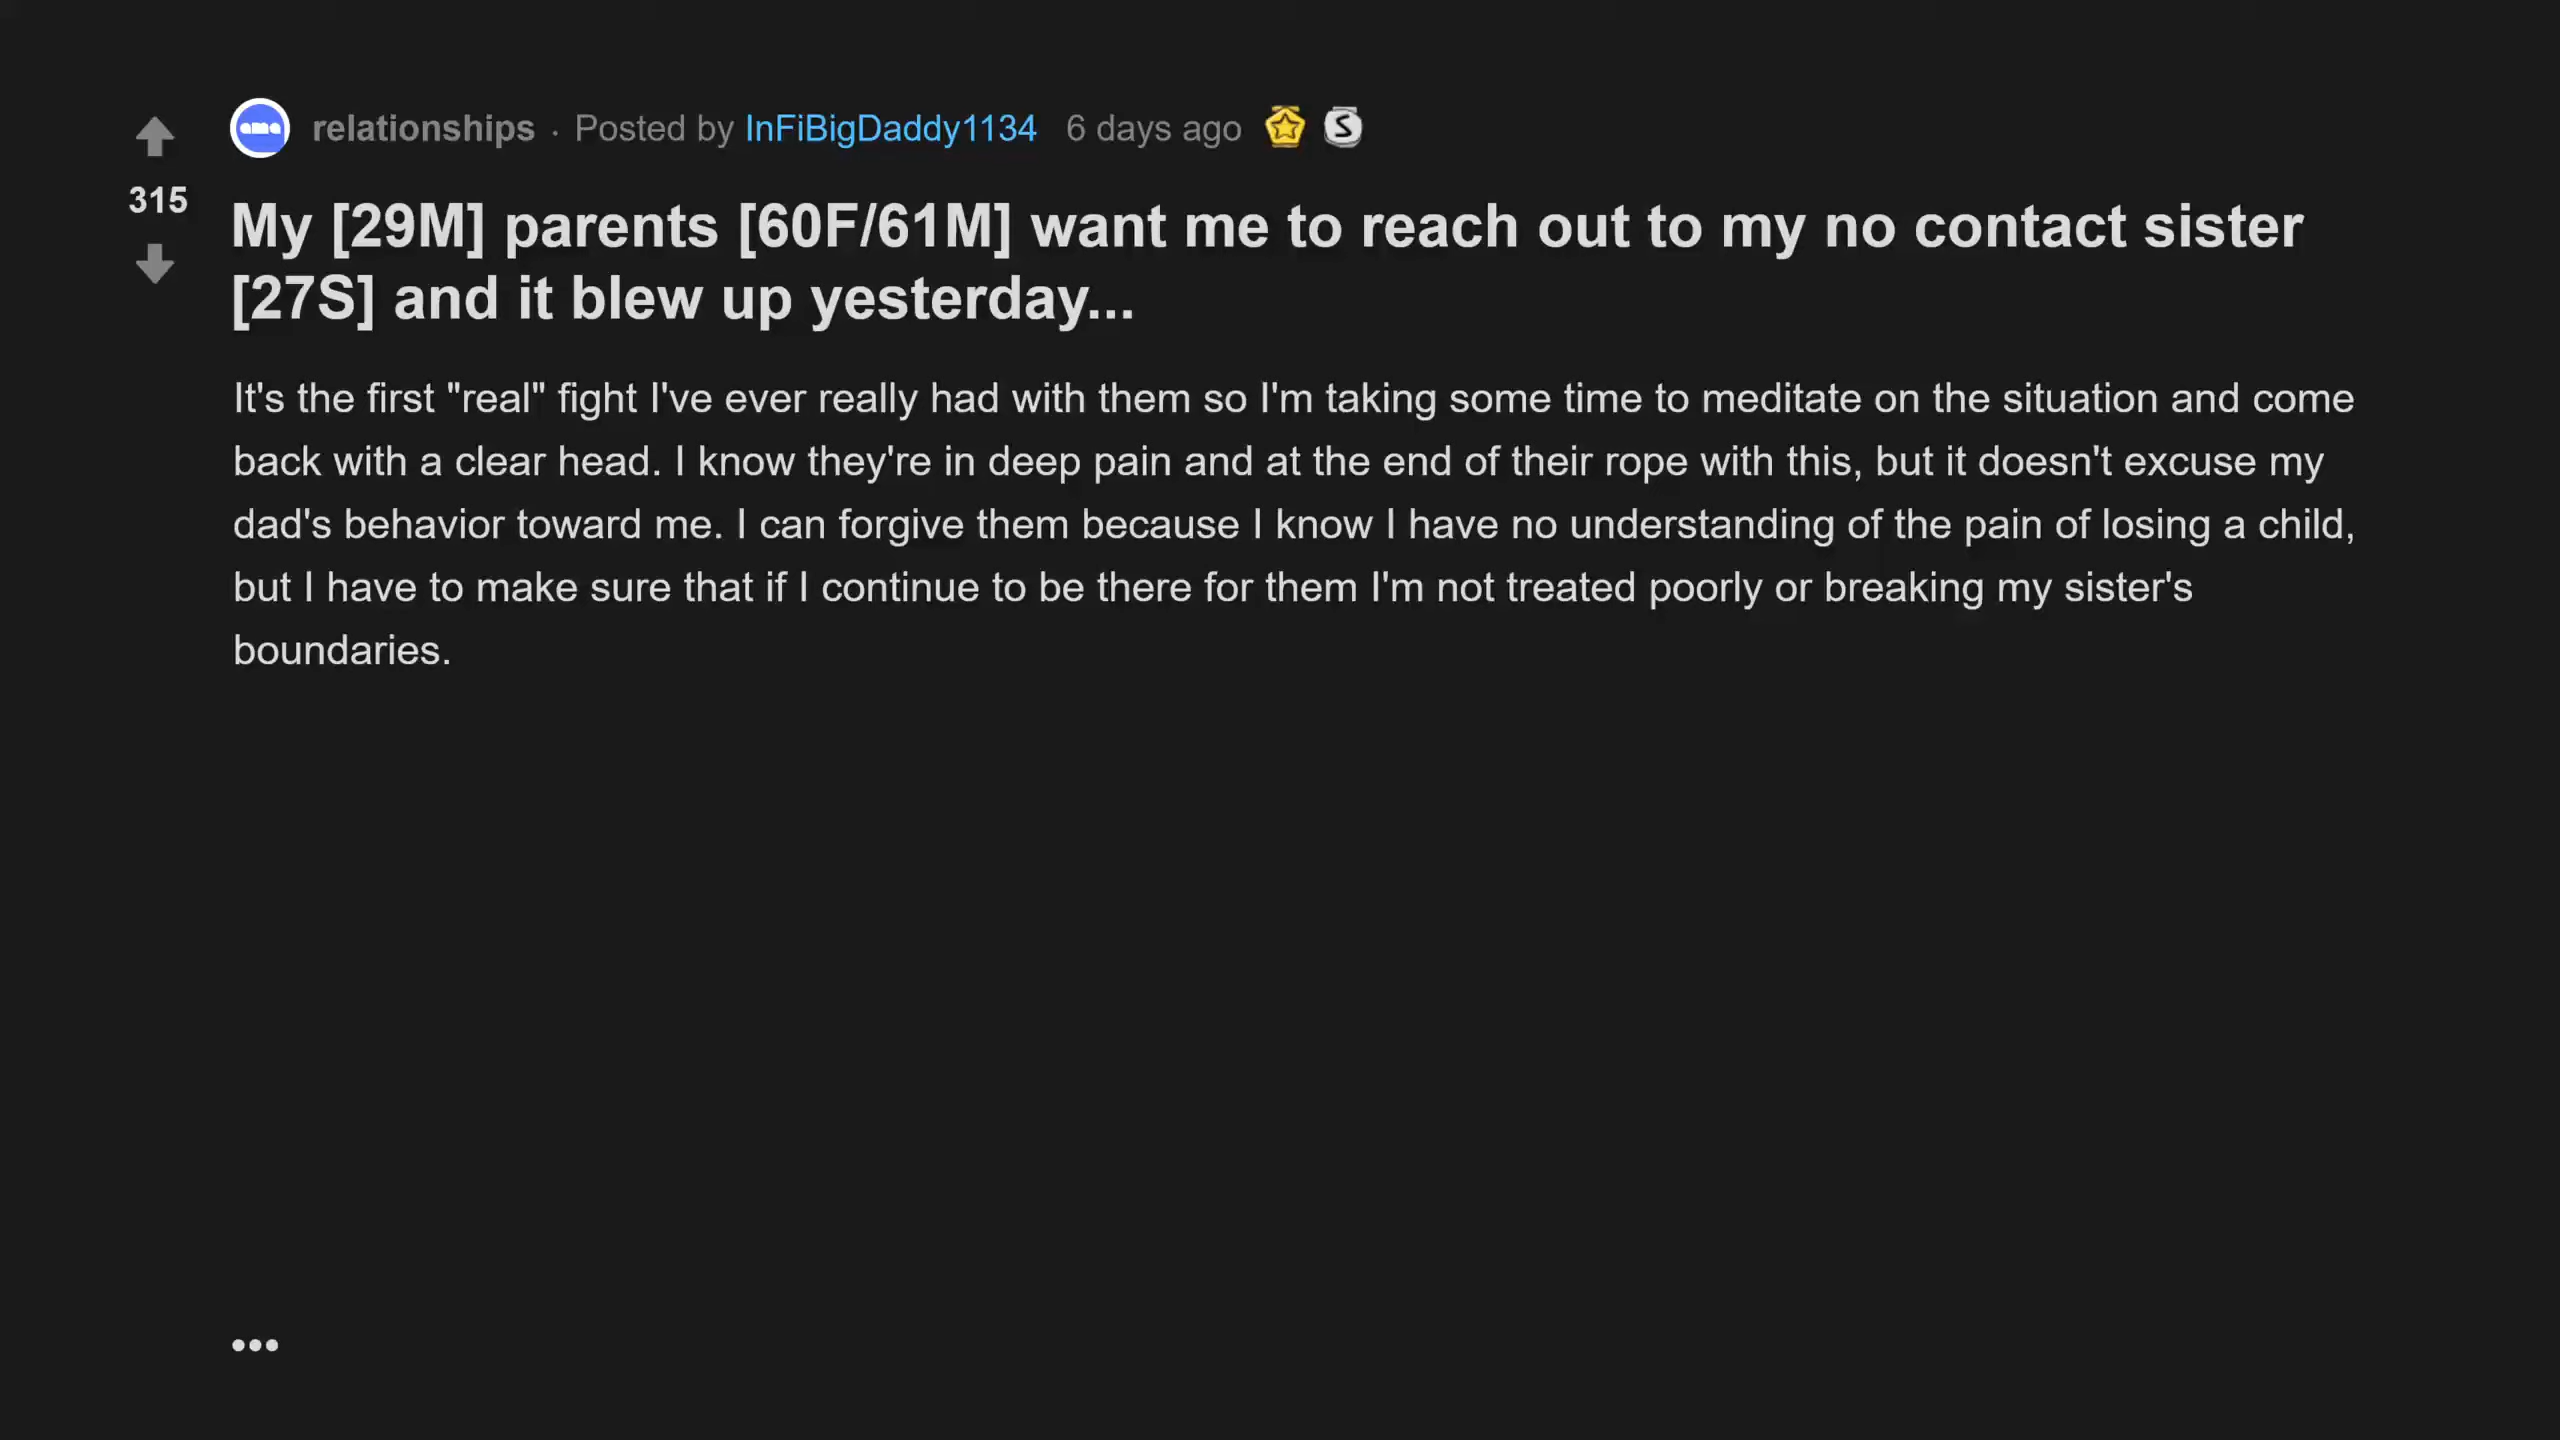 relationships · Posted by InFiBigDaddy1134 6 days ago
315
My [29M] parents [60F/61M] want me to reach out to my no contact sister
[27S] and it blew up yesterday...
It's the first "real" fight I've ever really had with them so I'm taking some time to meditate on the situation and come
back with a clear head. I know they're in deep pain and at the end of their rope with this, but it doesn't excuse my
dad's behavior toward me. I can forgive them because I know I have no understanding of the pain of losing a child,
but I have to make sure that if I continue to be there for them I'm not treated poorly or breaking my sister's
boundaries.